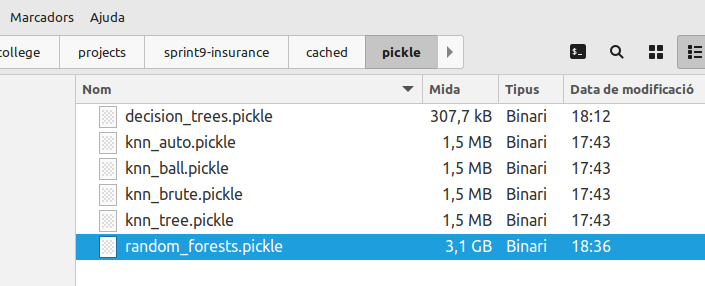 Marcadors Ajuda
college projects sprint9-insurance cached pickle
Nom Mida Tipus Data de modificació
decision_trees.pickle 307,7 kB Binari 18:12
knn_auto.pickle 1,5 MB Binari 17:43
knn_ball.pickle 1,5 MB Binari 17:43
knn_brute.pickle 1,5 MB Binari 17:43
knn_tree.pickle 1,5 MB Binari 17:43
random_forests.pickle 3,1 GB Binari 18:36